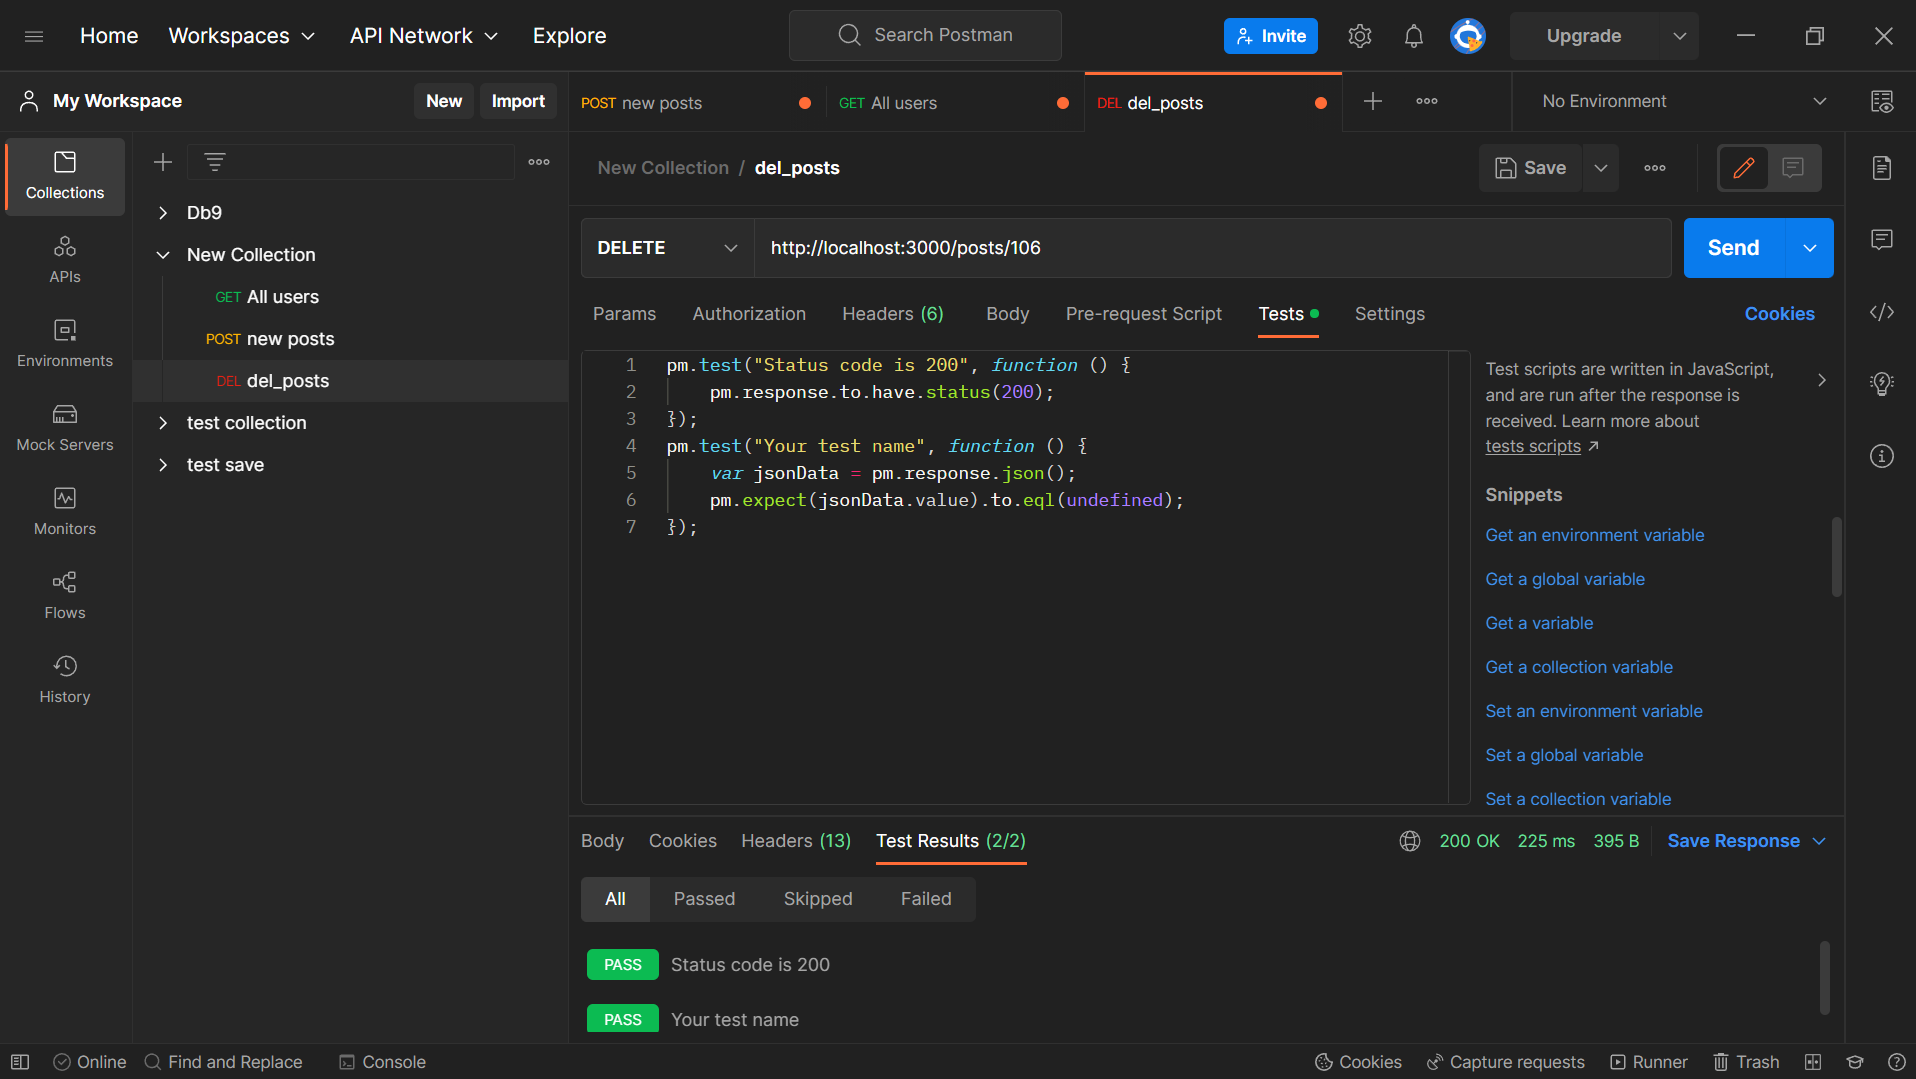 Home
Workspaces
API Network
Explore
Search Postman
Invite
Upgrade
My Workspace
New
Import
POST new posts
GET All users
DEL del_posts
No Environment
Collections
APIs
Environments
Mock Servers
Monitors
Flows
History
Db9
New Collection
GET All users
POST new posts
DEL del_posts
test collection
test save
New Collection / del_posts
Save
DELETE
http://localhost:3000/posts/106
Send
Params
Authorization
Headers (6)
Body
Pre-request Script
Tests
Settings
Cookies
1 pm.test("Status code is 200", function () {
2 pm.response.to.have.status(200);
3 });
4 pm.test("Your test name", function () {
5 var jsonData = pm.response.json();
6 pm.expect(jsonData.value).to.eql(undefined);
7 });
Test scripts are written in JavaScript,
and are run after the response is
received. Learn more about
tests scripts
Snippets
Get an environment variable
Get a global variable
Get a variable
Get a collection variable
Set an environment variable
Set a global variable
Set a collection variable
Body
Cookies
Headers (13)
Test Results (2/2)
200 OK
225 ms
395 B
Save Response
All
Passed
Skipped
Failed
PASS Status code is 200
PASS Your test name
Online
Find and Replace
Console
Cookies
Capture requests
Runner
Trash